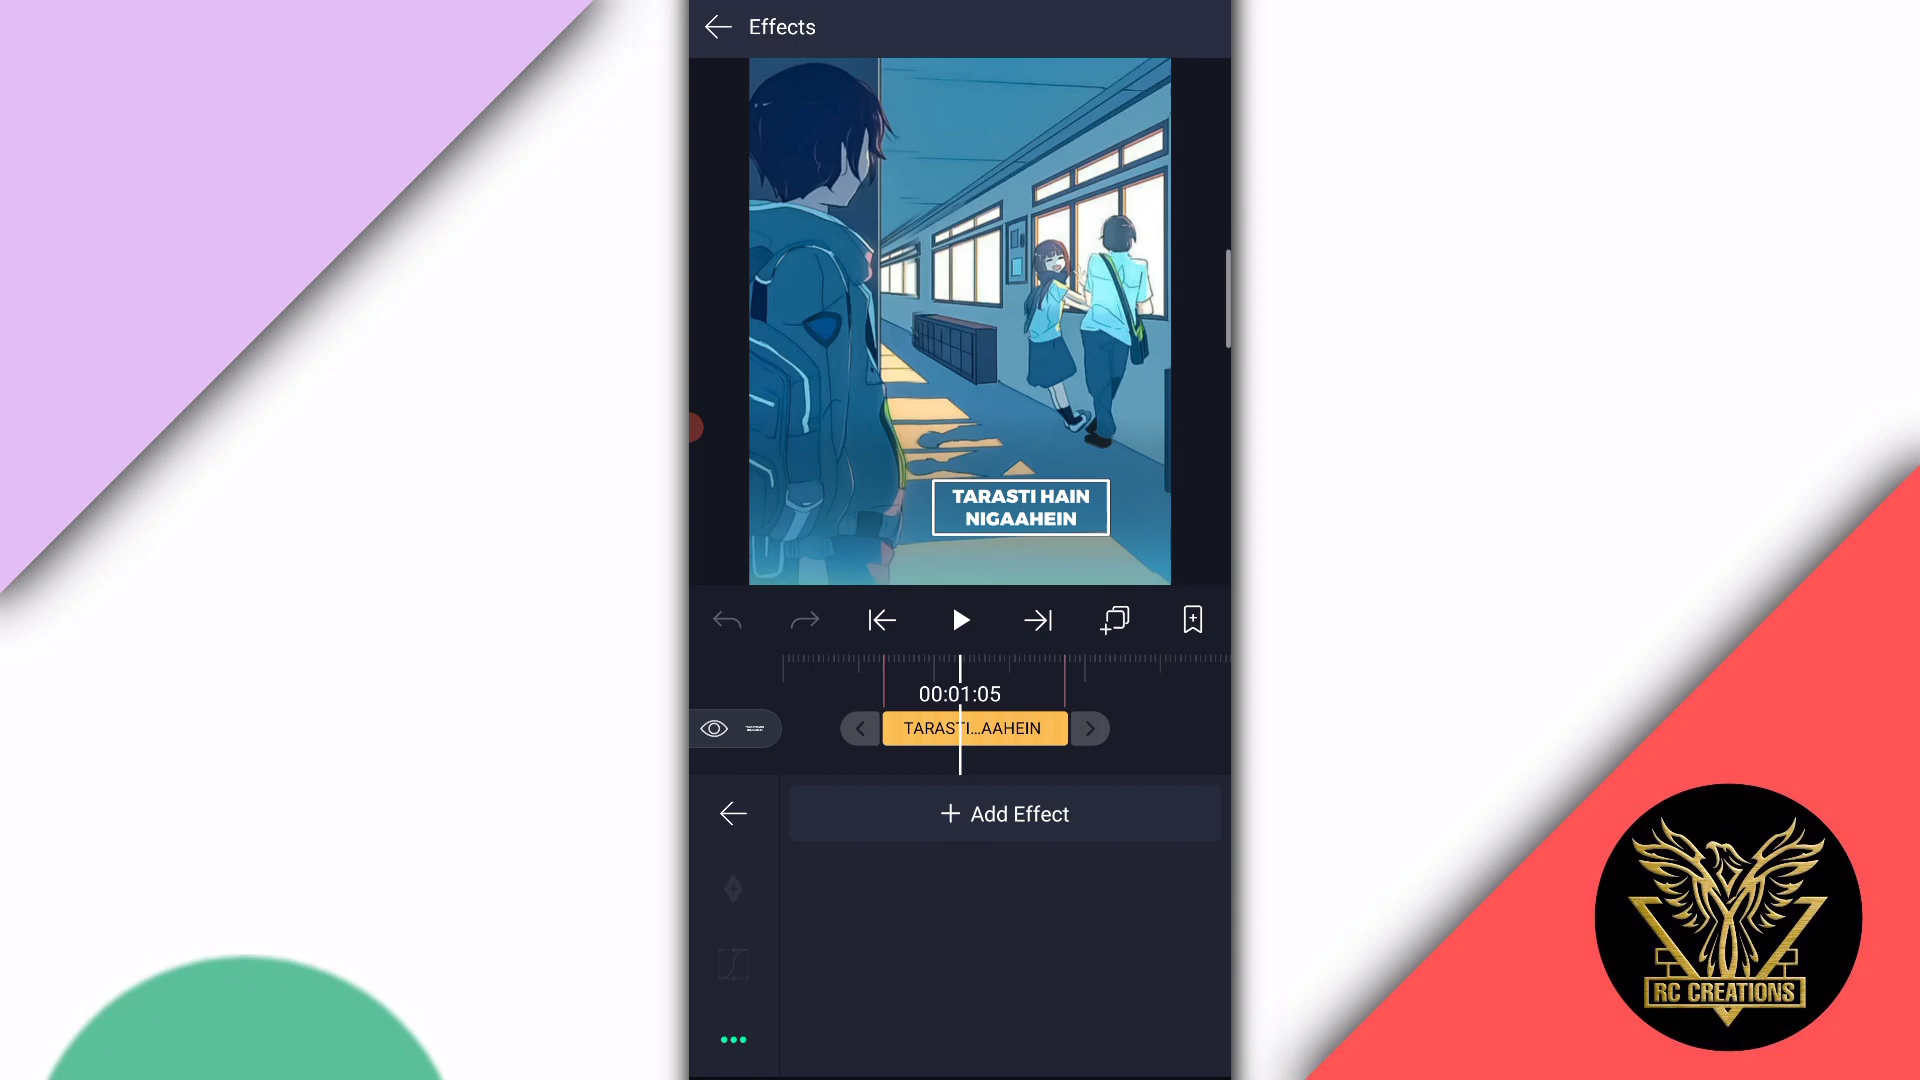 Effects
TARASTI HAIN
NIGAAHEIN
00:01:05
TARASTI...AAHEIN
+ Add Effect
RC CREATIONS